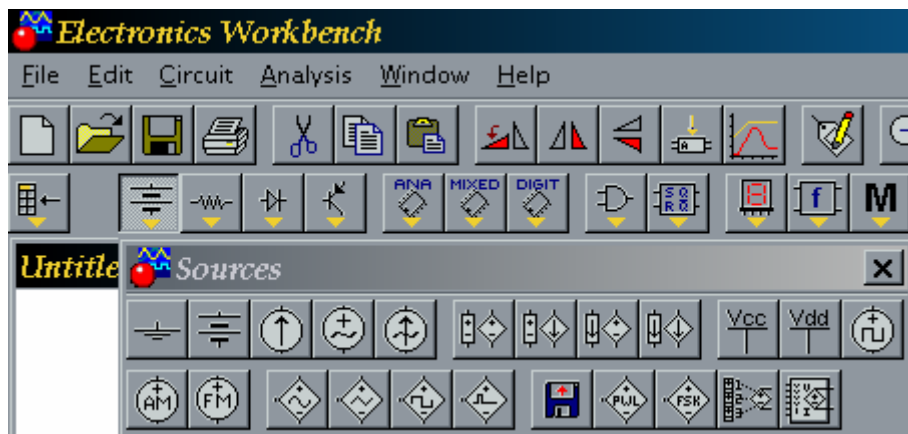 Electronics Workbench
File Edit Circuit Analysis Window Help
A
ANA MIXED DIGIT
S Q
R Q
f M
Untitle
Sources
Vcc Vdd
AM FM PWL FSK